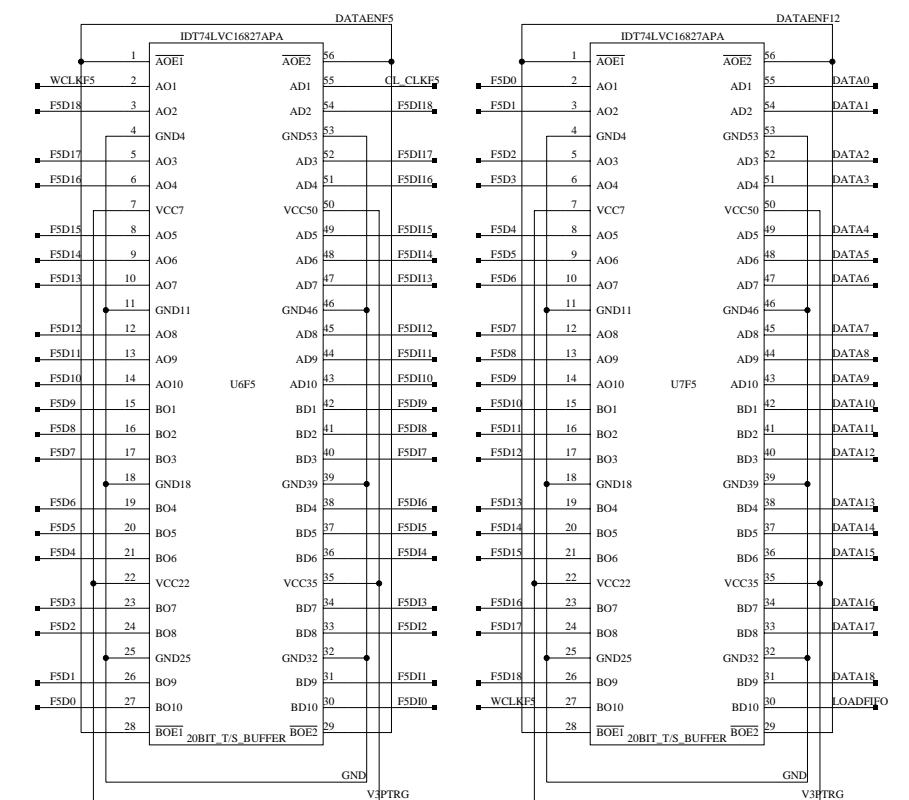 DATAENF5 DATAENF12
IDT74LVC16827APA IDT74LVC16827APA
1 AOE1 AOE2 56 1 AOE1 AOE2 56
WCLKF5 2 AO1 AD1 55 CL_CLKF5 F5D0 2 AO1 AD1 55 DATA0
F5D18 3 AO2 AD2 54 F5DI18 F5D1 3 AO2 AD2 54 DATA1
4 GND4 GND53 53 4 GND4 GND53 53
F5D17 5 AO3 AD3 52 F5DI17 F5D2 5 AO3 AD3 52 DATA2
F5D16 6 AO4 AD4 51 F5DI16 F5D3 6 AO4 AD4 51 DATA3
7 VCC7 VCC50 50 7 VCC7 VCC50 50
F5D15 8 AO5 AD5 49 F5DI15 F5D4 8 AO5 AD5 49 DATA4
F5D14 9 AO6 AD6 48 F5DI14 F5D5 9 AO6 AD6 48 DATA5
F5D13 10 AO7 AD7 47 F5DI13 F5D6 10 AO7 AD7 47 DATA6
11 GND11 GND46 46 11 GND11 GND46 46
F5D12 12 AO8 AD8 45 F5DI12 F5D7 12 AO8 AD8 45 DATA7
F5D11 13 AO9 AD9 44 F5DI11 F5D8 13 AO9 AD9 44 DATA8
F5D10 14 AO10 U6F5 AD10 43 F5DI10 F5D9 14 AO10 U7F5 AD10 43 DATA9
F5D9 15 BO1 BD1 42 F5DI9 F5D10 15 BO1 BD1 42 DATA10
F5D8 16 BO2 BD2 41 F5DI8 F5D11 16 BO2 BD2 41 DATA11
F5D7 17 BO3 BD3 40 F5DI7 F5D12 17 BO3 BD3 40 DATA12
18 GND18 GND39 39 18 GND18 GND39 39
F5D6 19 BO4 BD4 38 F5DI6 F5D13 19 BO4 BD4 38 DATA13
F5D5 20 BO5 BD5 37 F5DI5 F5D14 20 BO5 BD5 37 DATA14
F5D4 21 BO6 BD6 36 F5DI4 F5D15 21 BO6 BD6 36 DATA15
22 VCC22 VCC35 35 22 VCC22 VCC35 35
F5D3 23 BO7 BD7 34 F5DI3 F5D16 23 BO7 BD7 34 DATA16
F5D2 24 BO8 BD8 33 F5DI2 F5D17 24 BO8 BD8 33 DATA17
25 GND25 GND32 32 25 GND25 GND32 32
F5D1 26 BO9 BD9 31 F5DI1 F5D18 26 BO9 BD9 31 DATA18
F5D0 27 BO10 BD10 30 F5DI0 WCLKF5 27 BO10 BD10 30 LOADFIFO
28 BOE1 BOE2 29 28 BOE1 BOE2 29
20BIT_T/S_BUFFER 20BIT_T/S_BUFFER
GND GND
V3PTRG V3PTRG